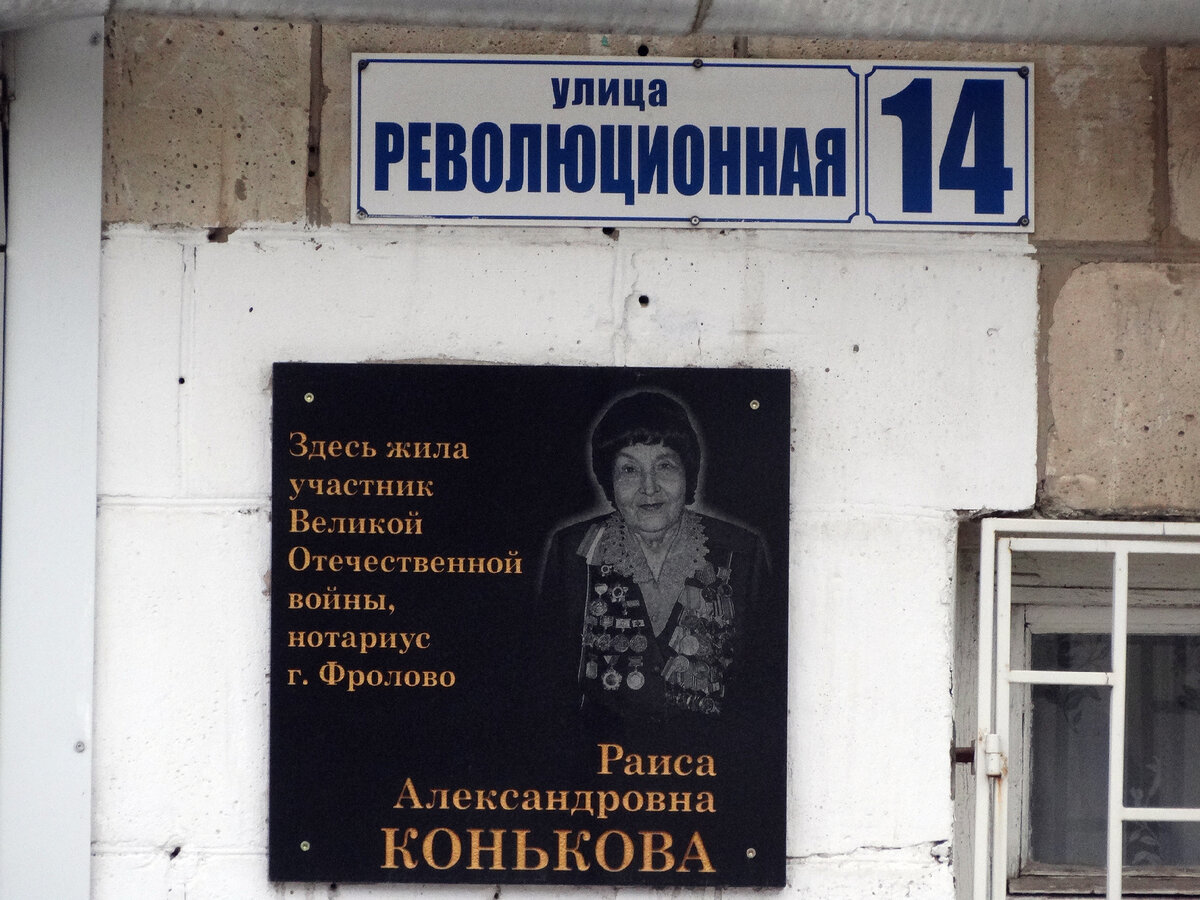 улица
РЕВОЛЮЦИОННАЯ
14
Здесь жила
участник
Великой
Отечественной
войны,
нотариус
г. Фролово
Раиса
Александровна
КОНЬКОВА